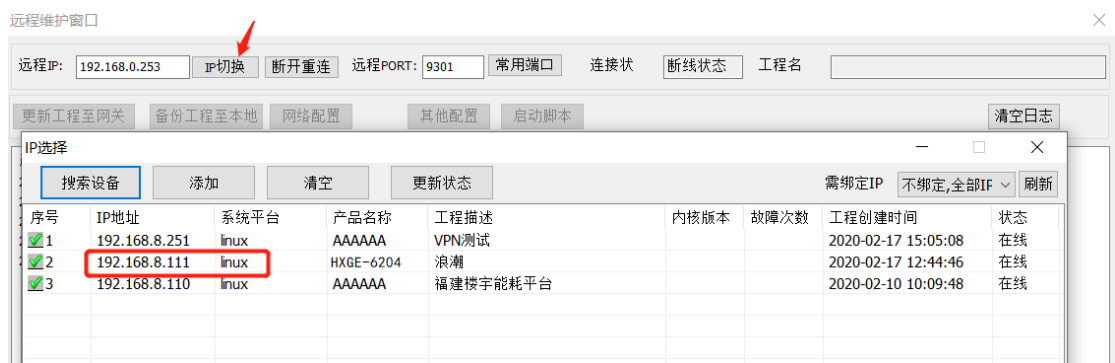 远程维护窗口
远程IP: 192.168.0.253 IP切换 断开重连 远程PORT: 9301 常用端口 连接状 断线状态 工程名
更新工程至网关 备份工程至本地 网络配置 其他配置 启动脚本 清空日志
IP选择
搜索设备 添加 清空 更新状态 需绑定IP 不绑定,全部IP 刷新
序号 IP地址 系统平台 产品名称 工程描述 内核版本 故障次数 工程创建时间 状态
1 192.168.8.251 linux AAAAAA VPN测试 2020-02-17 15:05:08 在线
2 192.168.8.111 linux HXGE-6204 浪潮 2020-02-17 12:44:46 在线
3 192.168.8.110 linux AAAAAA 福建楼宇能耗平台 2020-02-10 10:09:48 在线